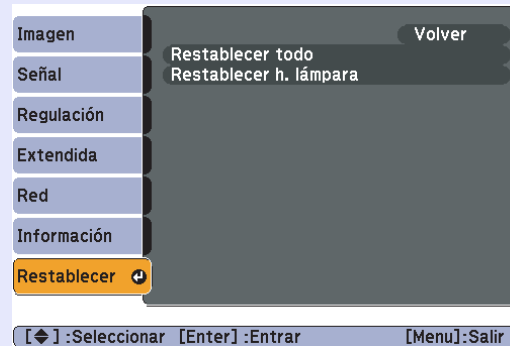 Imagen
Señal
Regulación
Extendida
Red
Información
Restablecer
Volver
Restablecer todo
Restablecer h. lámpara
[ ] :Seleccionar [Enter] :Entrar [Menu]:Salir